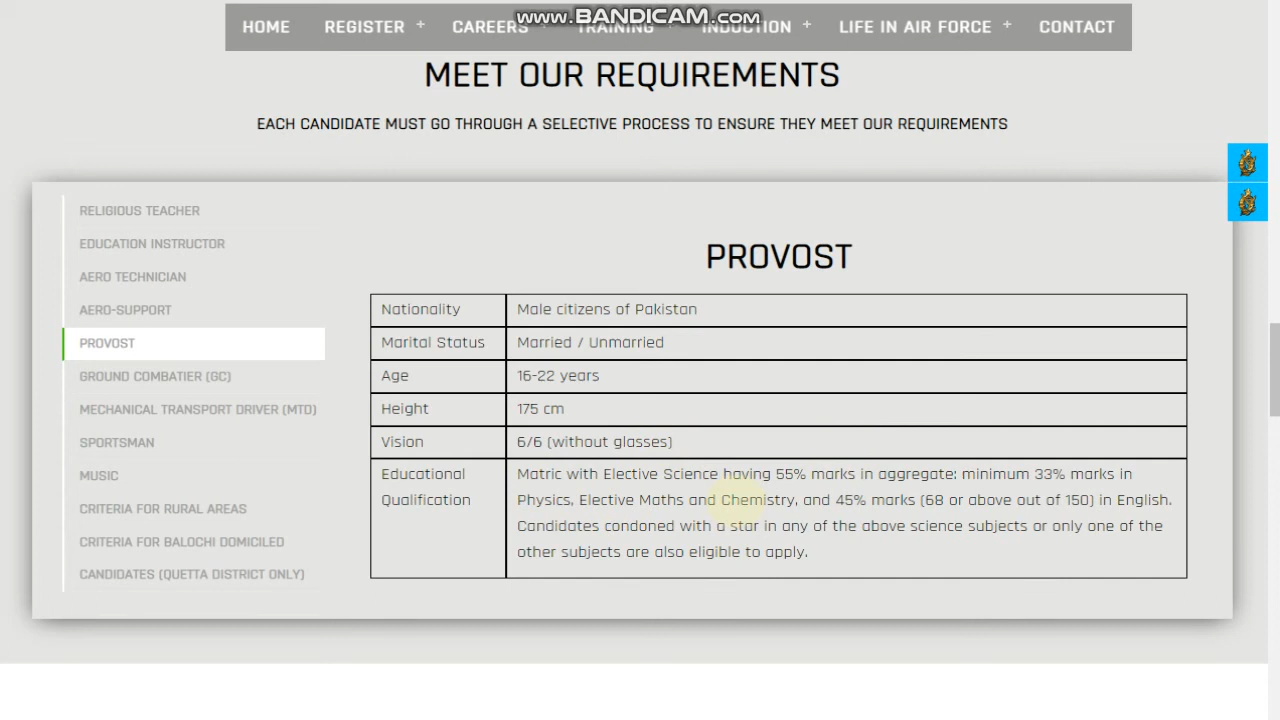 www.BANDICAM.com
HOME REGISTER + CAREERS + TRAINING + INDUCTION + LIFE IN AIR FORCE + CONTACT
MEET OUR REQUIREMENTS
EACH CANDIDATE MUST GO THROUGH A SELECTIVE PROCESS TO ENSURE THEY MEET OUR REQUIREMENTS
RELIGIOUS TEACHER
EDUCATION INSTRUCTOR
AERO TECHNICIAN
AERO-SUPPORT
PROVOST
GROUND COMBATIER (GC)
MECHANICAL TRANSPORT DRIVER (MTD)
SPORTSMAN
MUSIC
CRITERIA FOR RURAL AREAS
CRITERIA FOR BALOCHI DOMICILED
CANDIDATES (QUETTA DISTRICT ONLY)
PROVOST
Nationality Male citizens of Pakistan
Marital Status Married / Unmarried
Age 16-22 years
Height 175 cm
Vision 6/6 (without glasses)
Educational Qualification
Matric with Elective Science having 55% marks in aggregate: minimum 33% marks in
Physics, Elective Maths and Chemistry, and 45% marks (68 or above out of 150) in English.
Candidates condoned with a star in any of the above science subjects or only one of the
other subjects are also eligible to apply.